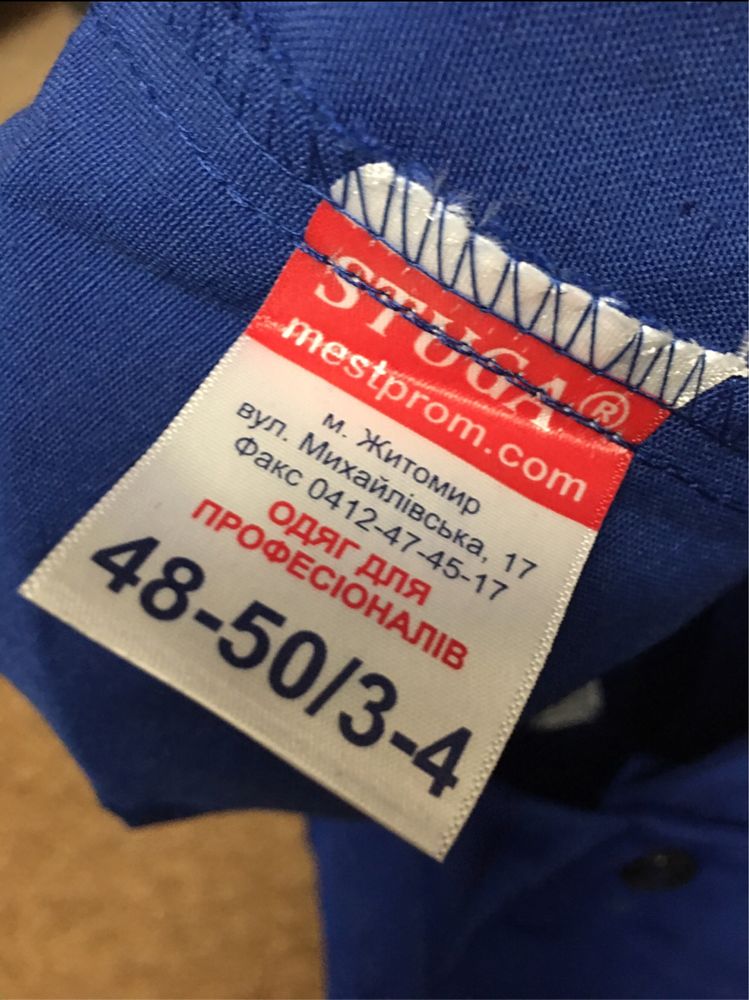 STUGA®
mestprom.com
м. Житомир
вул. Михайлівська, 17
Факс 0412-47-45-17
ОДЯГ ДЛЯ
ПРОФЕСІОНАЛІВ
48-50/3-4